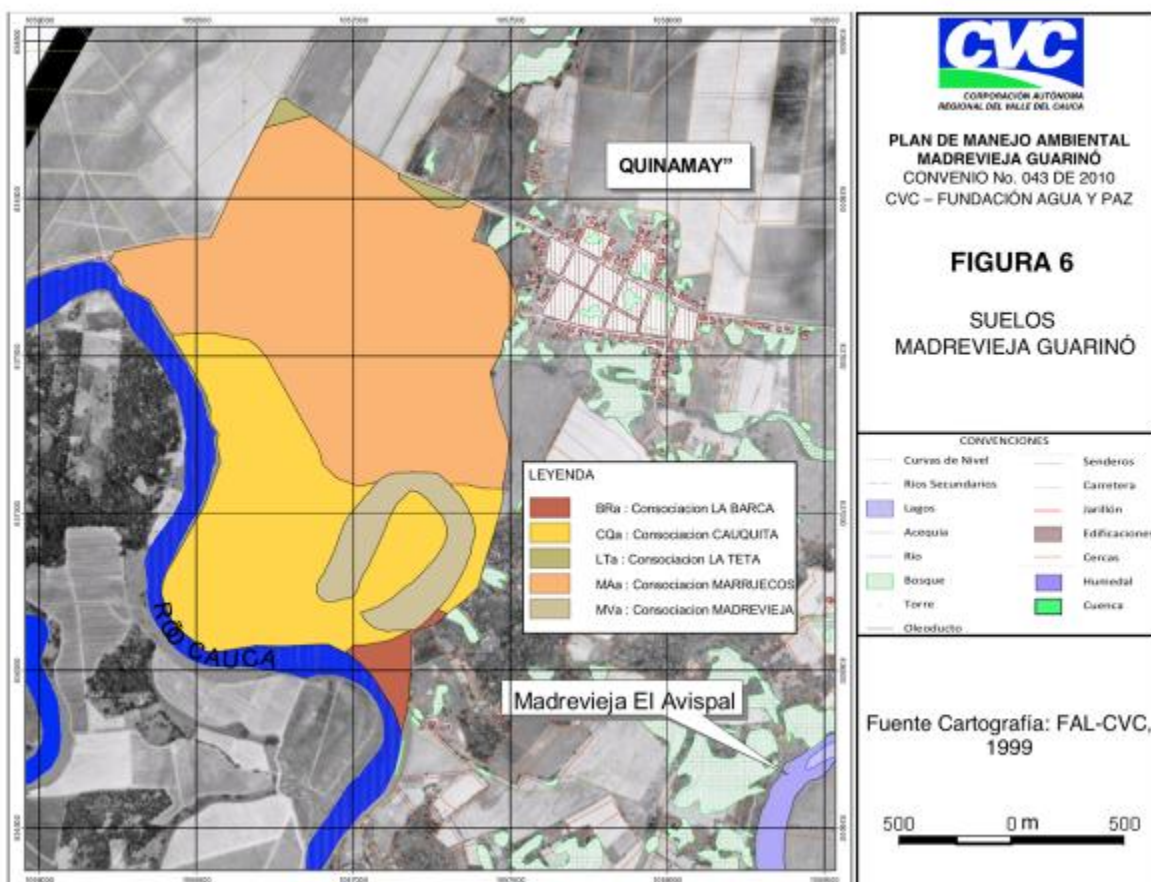 QUINAMAY"
LEYENDA
BRa : Consociacion LA BARCA
CQa : Consociacion CAUQUITA
LTa : Consociacion LA TETA
MAa : Consociacion MARRUECOS
MVa : Consociacion MADREVIEJA
CAUCA
Madrevieja El Avispal
CVC
CORPORACIÓN AUTÓNOMA
REGIONAL DEL VALLE DEL CAUCA
PLAN DE MANEJO AMBIENTAL
MADREVIEJA GUARINÓ
CONVENIO No. 043 DE 2010
CVC – FUNDACIÓN AGUA Y PAZ
FIGURA 6
SUELOS
MADREVIEJA GUARINÓ
CONVENCIONES
Curvas de Nivel
Rios Secundarios
Lagos
Acequia
Rio
Bosque
Torre
Oleoducto
Senderos
Carretera
Jarillón
Edificaciones
Cercas
Humedal
Cuenca
Fuente Cartografía: FAL-CVC,
1999
500 0 m 500